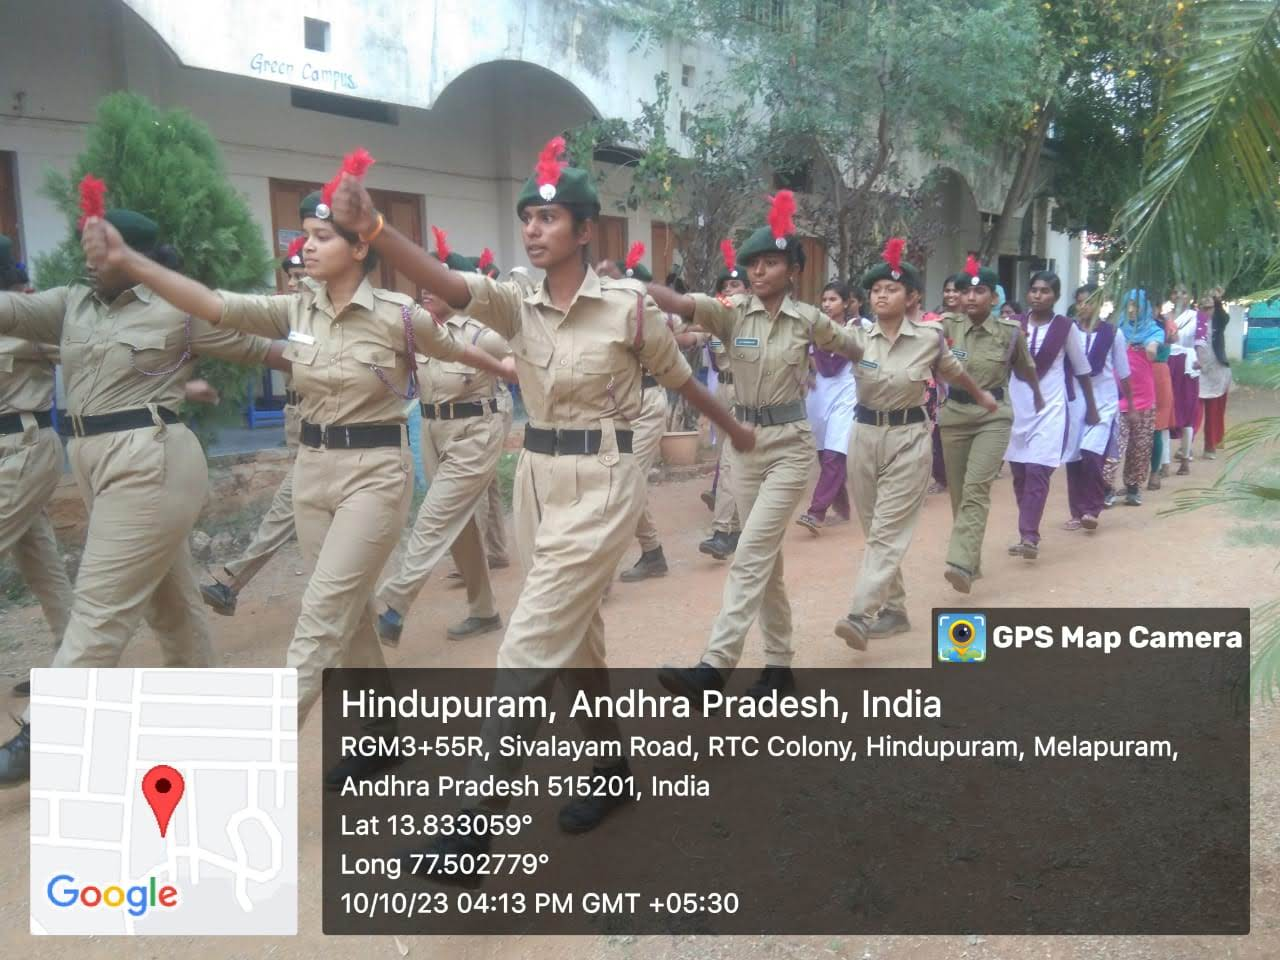 Green Campus
GPS Map Camera
Hindupuram, Andhra Pradesh, India
RGM3+55R, Sivalayam Road, RTC Colony, Hindupuram, Melapuram,
Andhra Pradesh 515201, India
Lat 13.833059°
Long 77.502779°
10/10/23 04:13 PM GMT +05:30
Google